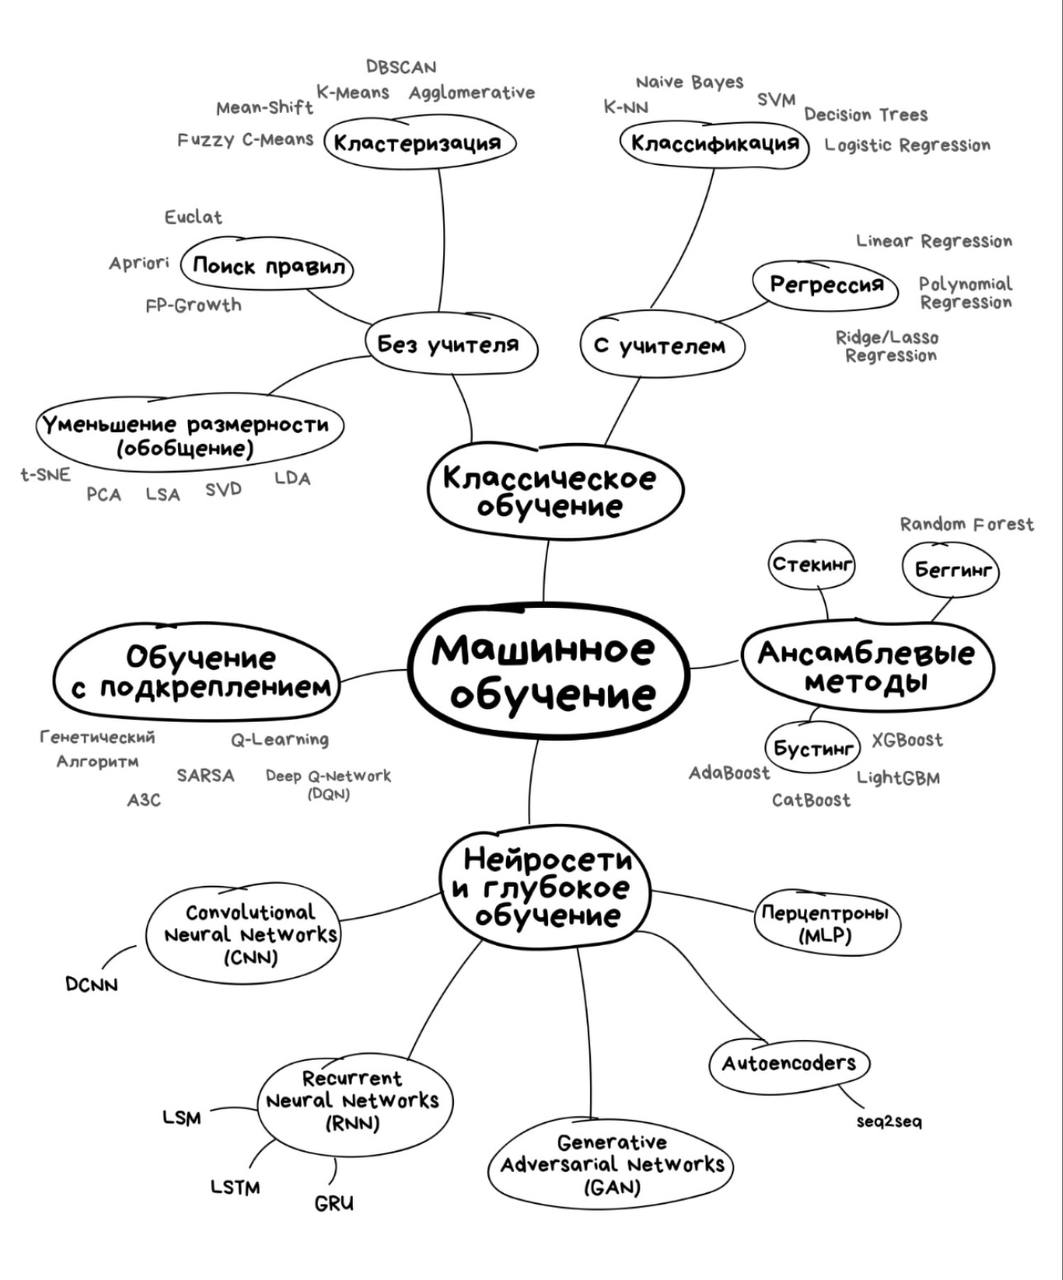 DBSCAN
K-Means
Agglomerative
Mean-Shift
Fuzzy C-Means
Кластеризация
Naive Bayes
K-NN
SVM
Decision Trees
Классификация
Logistic Regression
Euclat
Apriori
Поиск правил
FP-Growth
Linear Regression
Регрессия
Polynomial
Regression
Ridge/Lasso
Regression
Без учителя
С учителем
Уменьшение размерности
(обобщение)
t-SNE
PCA
LSA
SVD
LDA
Классическое
обучение
Random Forest
Стекинг
Беггинг
Машинное
обучение
Обучение
с подкреплением
Ансамблевые
методы
Генетический
Алгоритм
Q-Learning
SARSA
Deep Q-Network
(DQN)
A3C
Бустинг
XGBoost
AdaBoost
LightGBM
CatBoost
Нейросети
и глубокое
обучение
Convolutional
Neural Networks
(CNN)
DCNN
Перцептроны
(MLP)
Autoencoders
seq2seq
Recurrent
Neural Networks
(RNN)
LSM
LSTM
GRU
Generative
Adversarial Networks
(GAN)